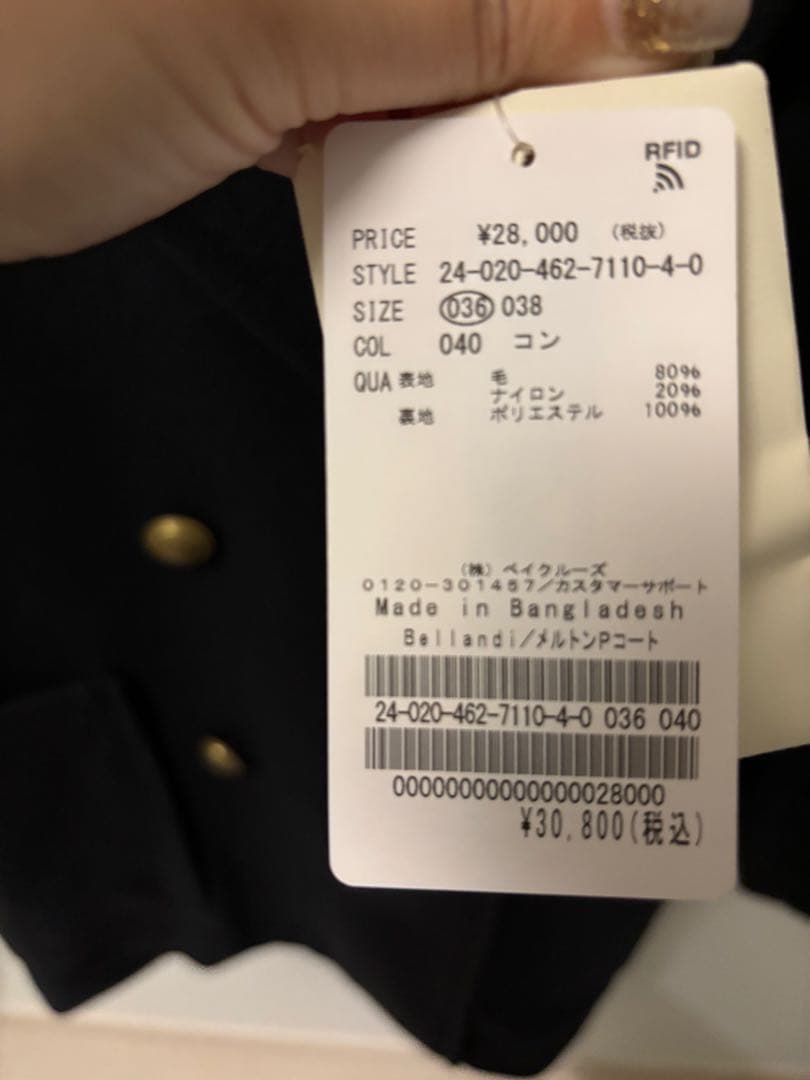 RFID
PRICE ¥28,000 (税抜)
STYLE 24-020-462-7110-4-0
SIZE 036 038
COL 040 コン
QUA 表地 毛 80%
ナイロン 20%
裏地 ポリエステル 100%
(株) ベイクルーズ
0120-301457/カスタマーサポート
Made in Bangladesh
Bellandi/メルトンPコート
24-020-462-7110-4-0 036 040
00000000000000028000
¥30,800(税込)